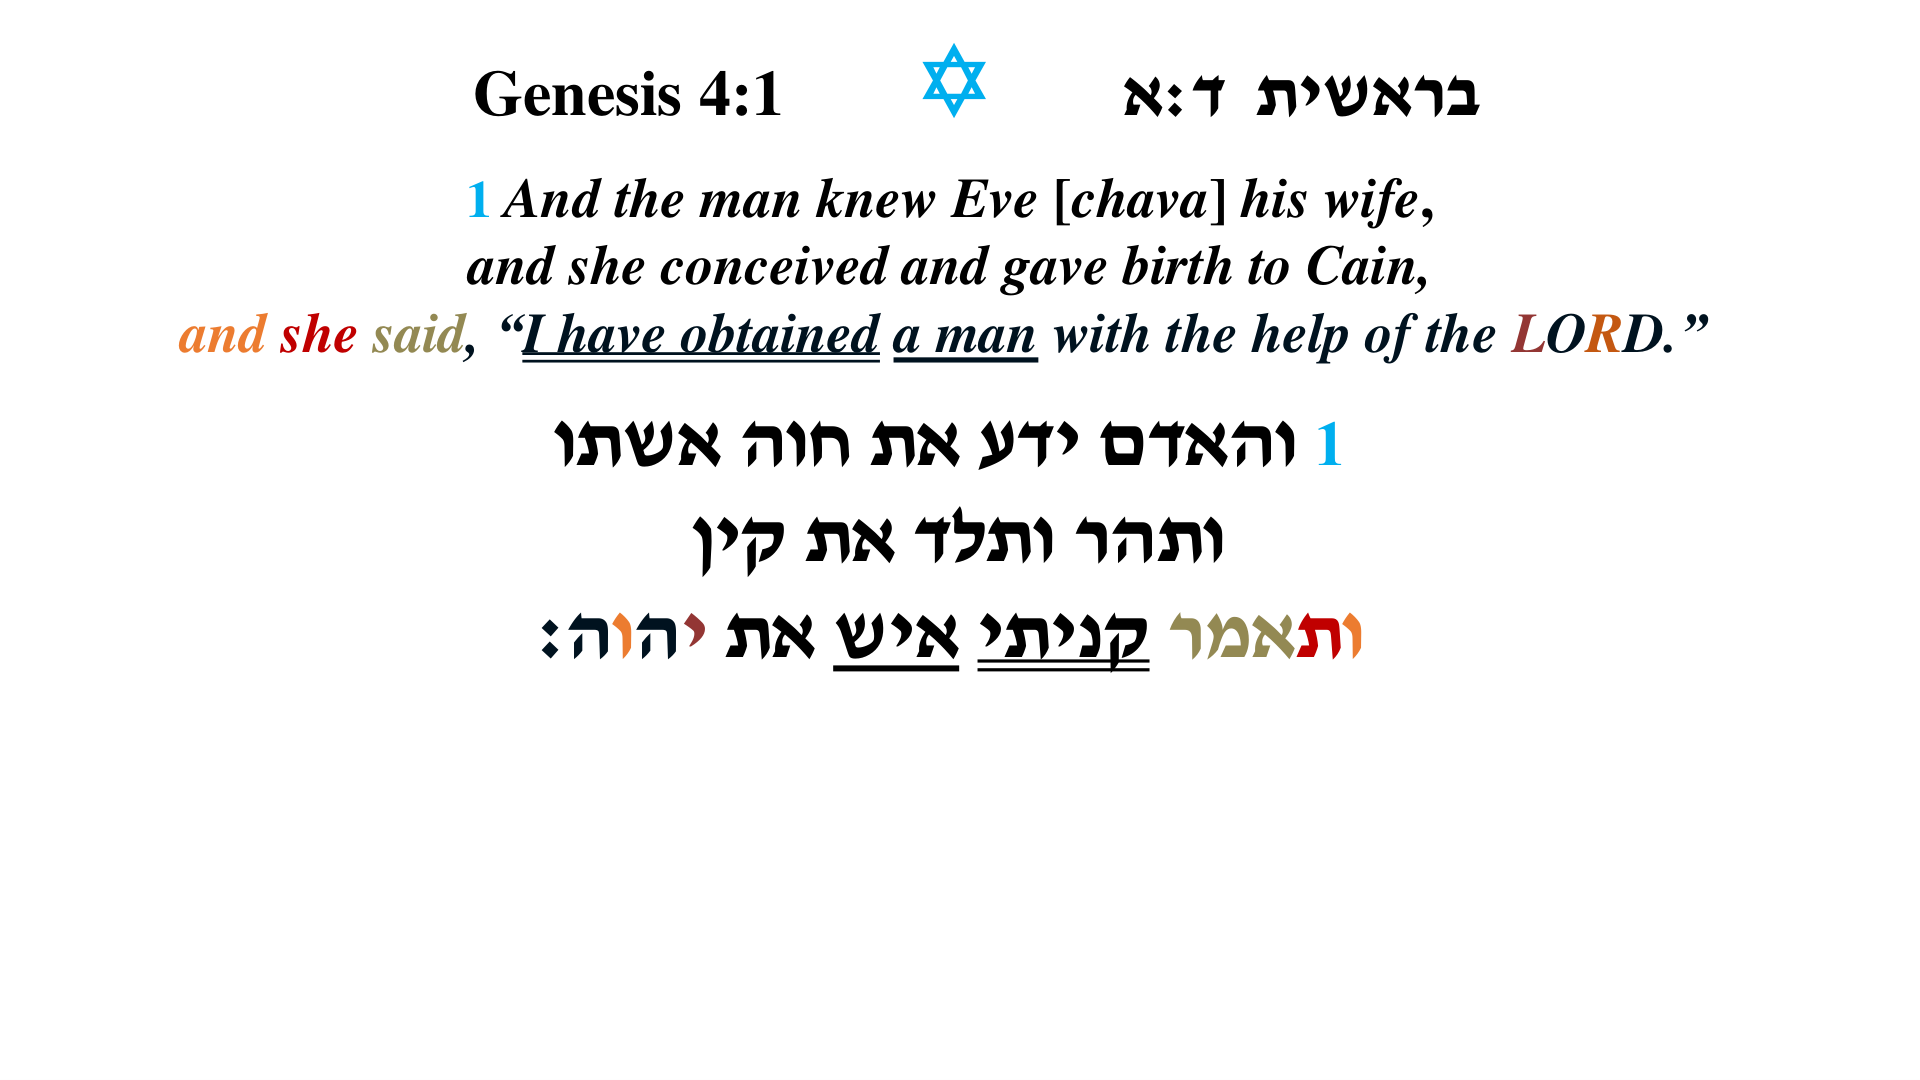 Genesis 4:1 ✡ בראשית ד:א
1 And the man knew Eve [chava] his wife,
and she conceived and gave birth to Cain,
and she said, “I have obtained a man with the help of the LORD.”
1 והאדם ידע את חוה אשתו
ותהר ותלד את קין
ותאמר קניתי איש את יהוה: